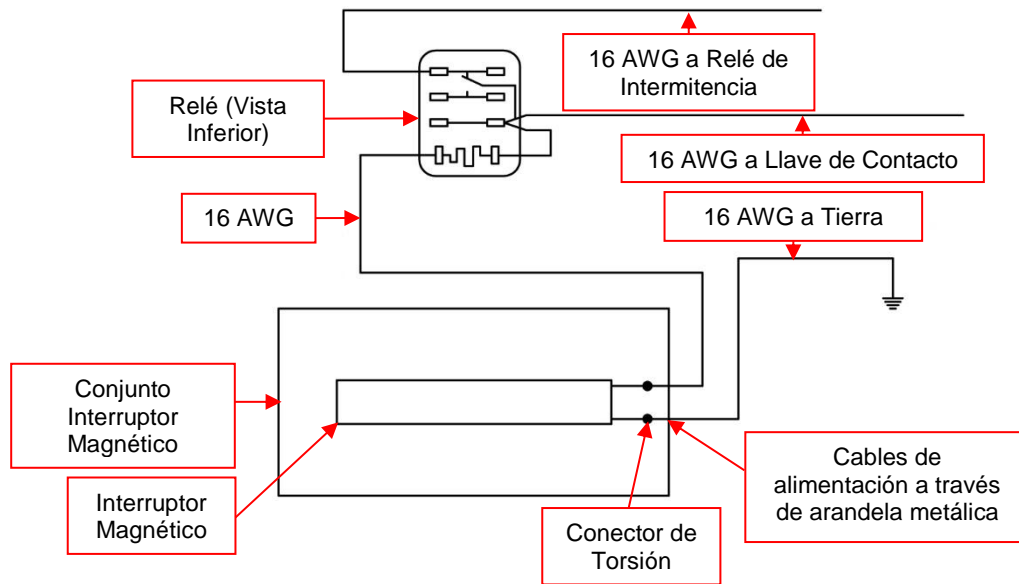 16 AWG a Relé de
Intermitencia
Relé (Vista
Inferior)
16 AWG a Llave de Contacto
16 AWG
16 AWG a Tierra
Conjunto
Interruptor
Magnético
Interruptor
Magnético
Conector de
Torsión
Cables de
alimentación a través
de arandela metálica